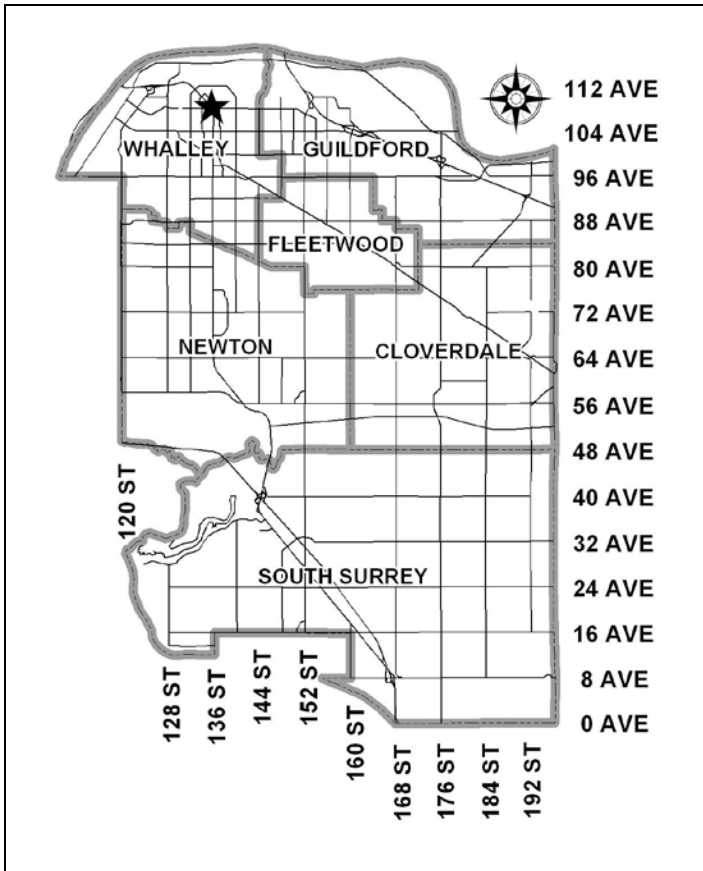 112 AVE
104 AVE
WHALLEY
GUILDFORD
96 AVE
88 AVE
FLEETWOOD
80 AVE
72 AVE
NEWTON
CLOVERDALE
64 AVE
56 AVE
48 AVE
120 ST
40 AVE
32 AVE
SOUTH SURREY
24 AVE
16 AVE
8 AVE
0 AVE
128 ST
136 ST
144 ST
152 ST
160 ST
168 ST
176 ST
184 ST
192 ST